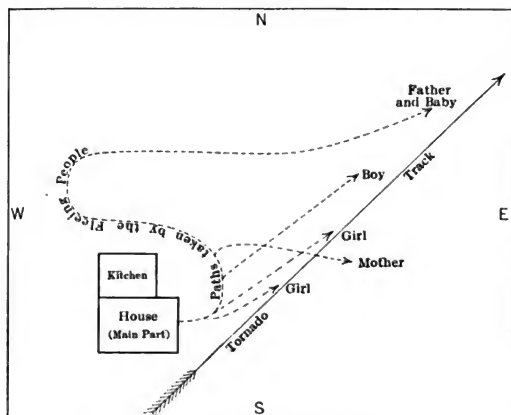 N
Father
and Baby
Paths taken by the Fleeing People
Boy
Track
W
E
Girl
Kitchen
Mother
House
(Main Part)
Girl
Tornado
S